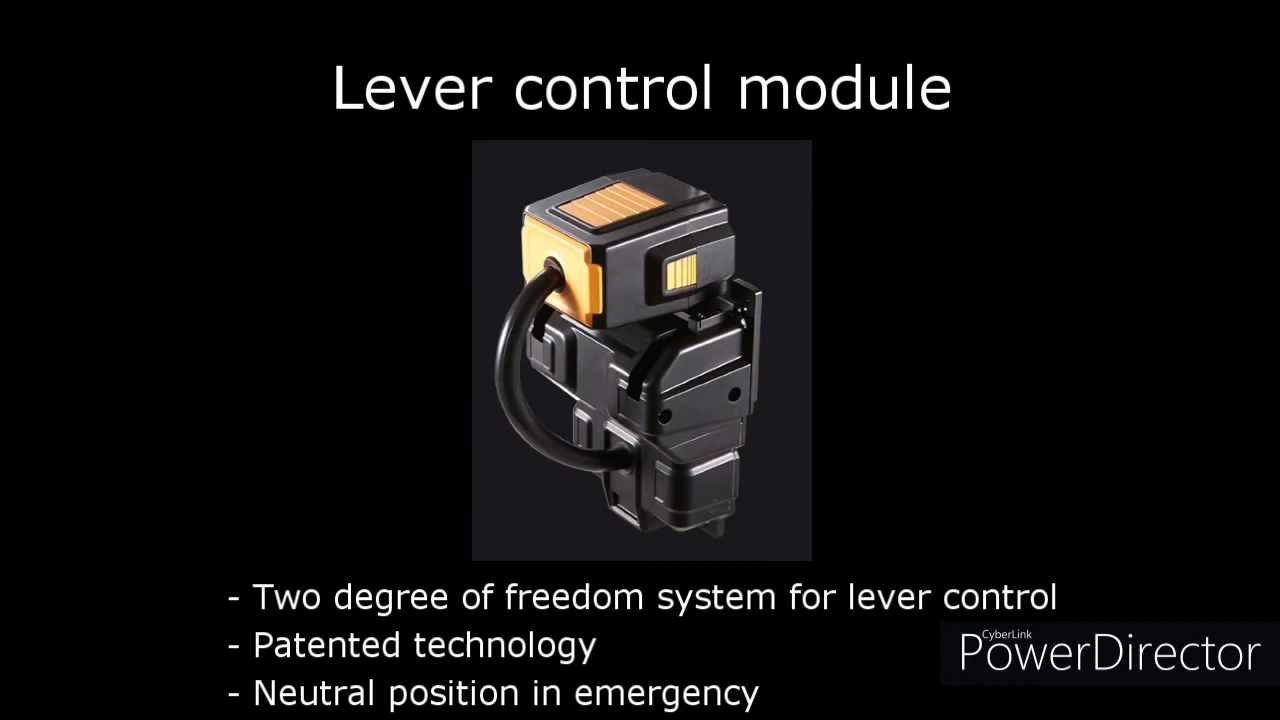 Lever control module
- Two degree of freedom system for lever control
- Patented technology
- Neutral position in emergency
CyberLink
PowerDirector